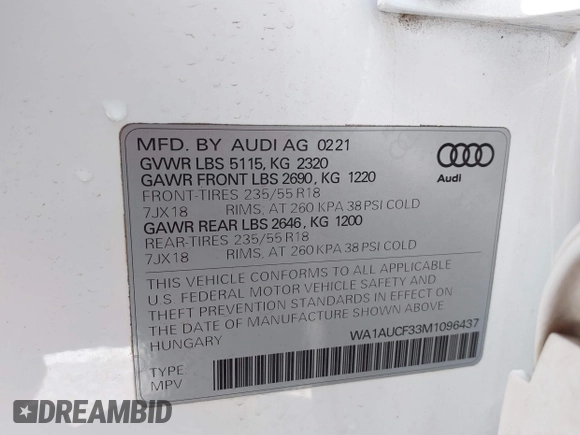 MFD. BY AUDI AG 0221
GVWR LBS 5115, KG 2320
GAWR FRONT LBS 2690, KG 1220
FRONT-TIRES 235/55 R18
7JX18 RIMS, AT 260 KPA 38 PSI COLD
GAWR REAR LBS 2646, KG 1200
REAR-TIRES 235/55 R18
7JX18 RIMS, AT 260 KPA 38 PSI COLD
Audi
THIS VEHICLE CONFORMS TO ALL APPLICABLE
U.S. FEDERAL MOTOR VEHICLE SAFETY AND
THEFT PREVENTION STANDARDS IN EFFECT ON
THE DATE OF MANUFACTURE SHOWN ABOVE
HUNGARY
WA1AUCF33M1096437
TYPE
MPV
DREAMBID